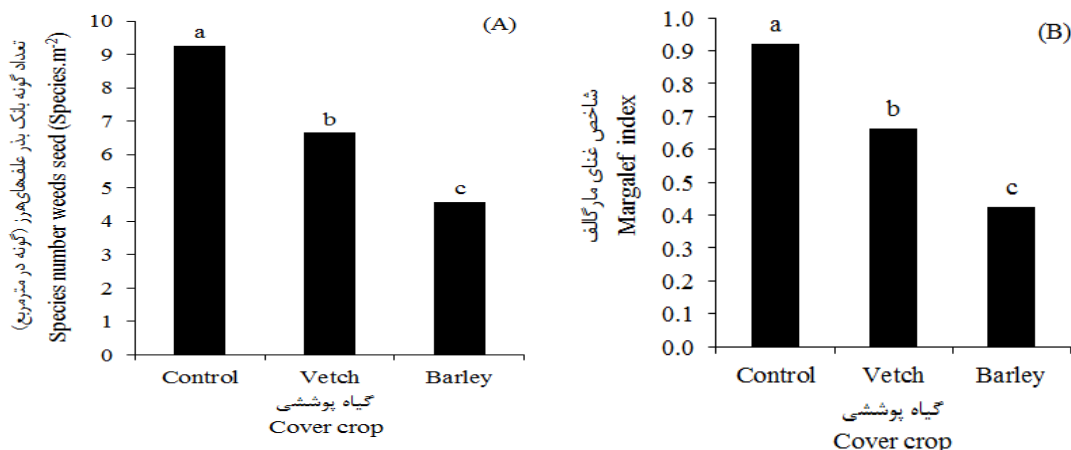 (A)
تعداد گونه بانک بذر علف‌های‌هرز (گونه در مترمربع)
Species number weeds seed (Species.m-2)
10
9
8
7
6
5
4
3
2
1
0
a
b
c
Control Vetch Barley
گیاه پوششی
Cover crop
(B)
شاخص غنای مارگالف
Margalef index
1.0
0.9
0.8
0.7
0.6
0.5
0.4
0.3
0.2
0.1
0.0
a
b
c
Control Vetch Barley
گیاه پوششی
Cover crop